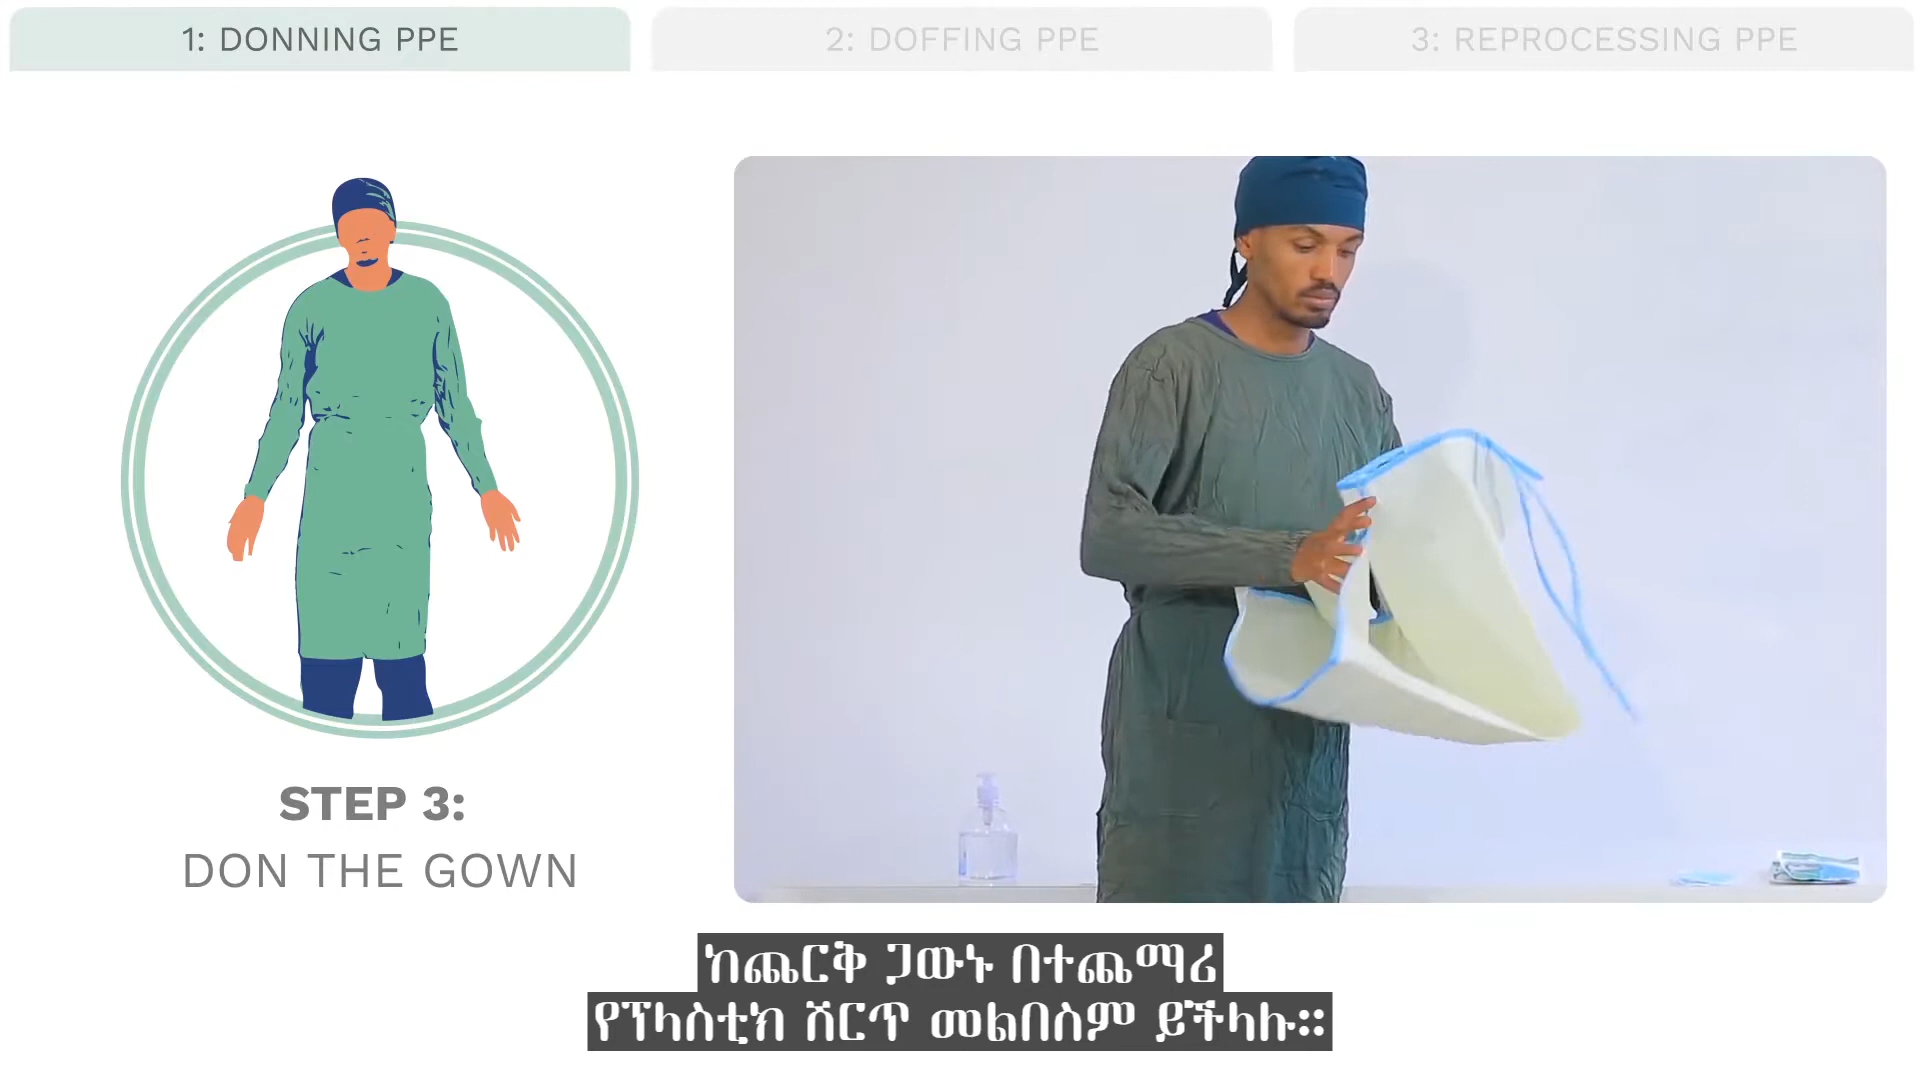 1: DONNING PPE
2: DOFFING PPE
3: REPROCESSING PPE
STEP 3:
DON THE GOWN
ከጨርቅ ጋውኑ በተጨማሪ
የፕላስቲክ ሽርጥ መልበስም ይችላሉ።